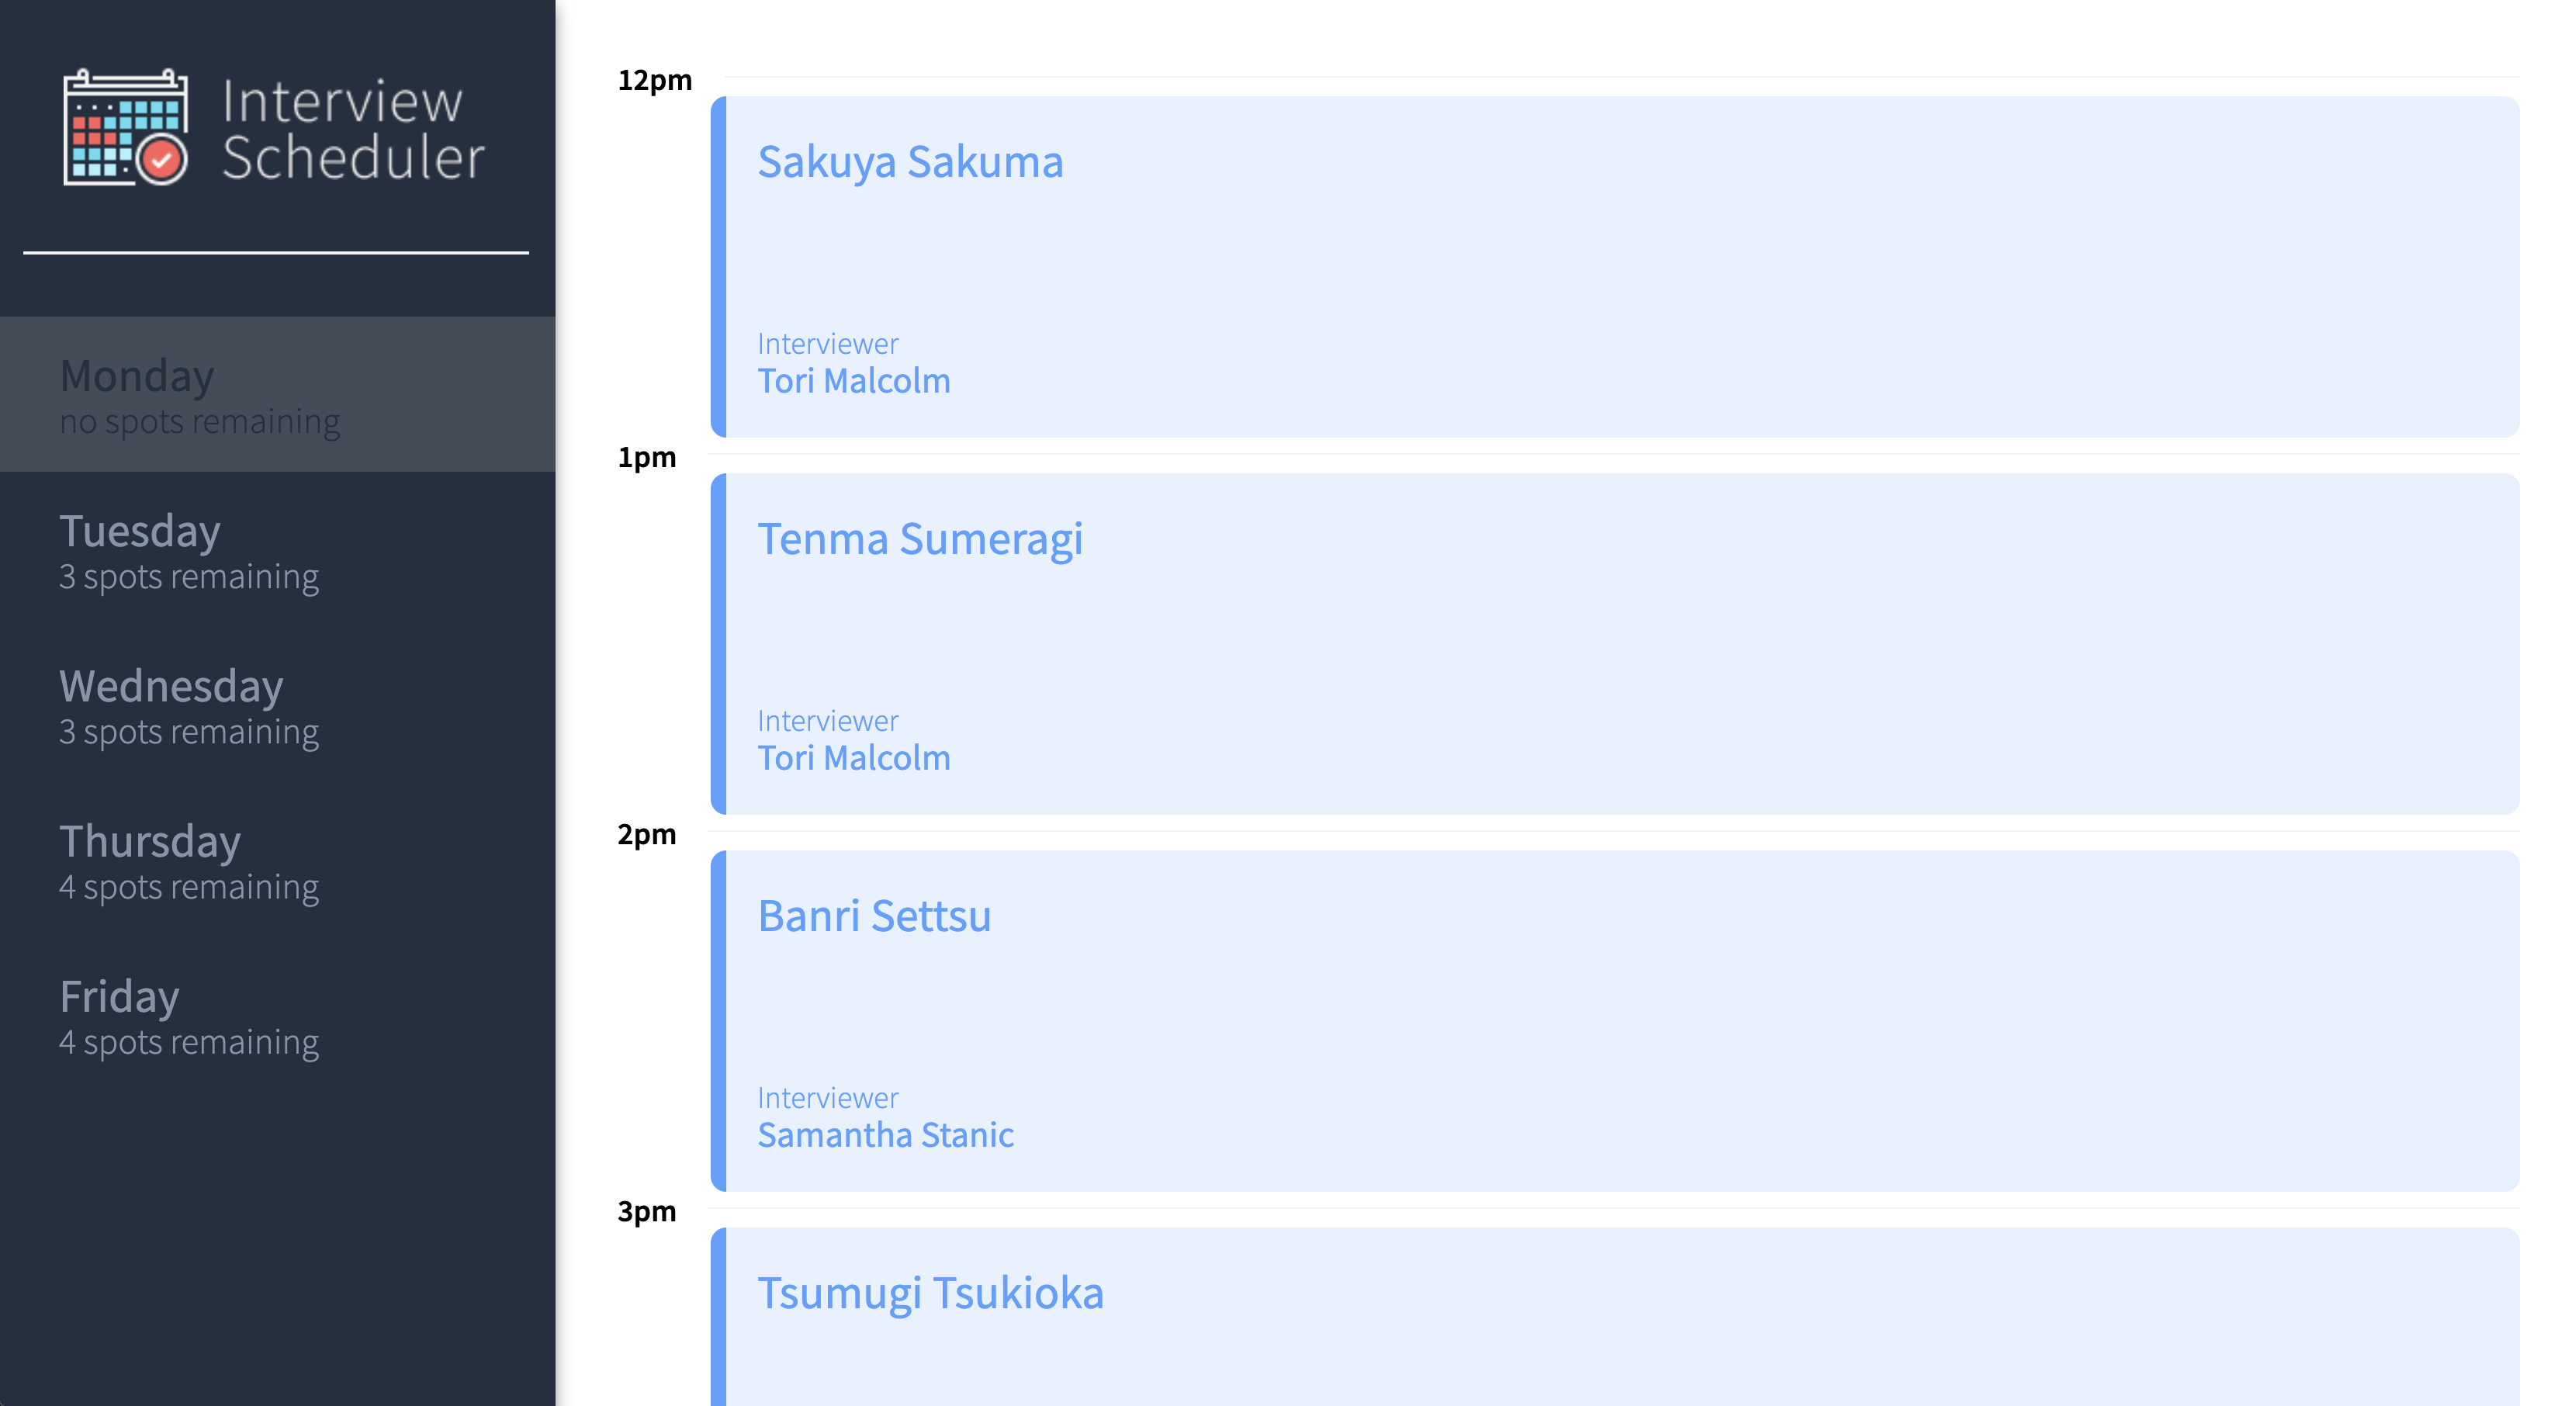 Interview
Scheduler
Monday
no spots remaining
Tuesday
3 spots remaining
Wednesday
3 spots remaining
Thursday
4 spots remaining
Friday
4 spots remaining
12pm
Sakuya Sakuma
Interviewer
Tori Malcolm
1pm
Tenma Sumeragi
Interviewer
Tori Malcolm
2pm
Banri Settsu
Interviewer
Samantha Stanic
3pm
Tsumugi Tsukioka